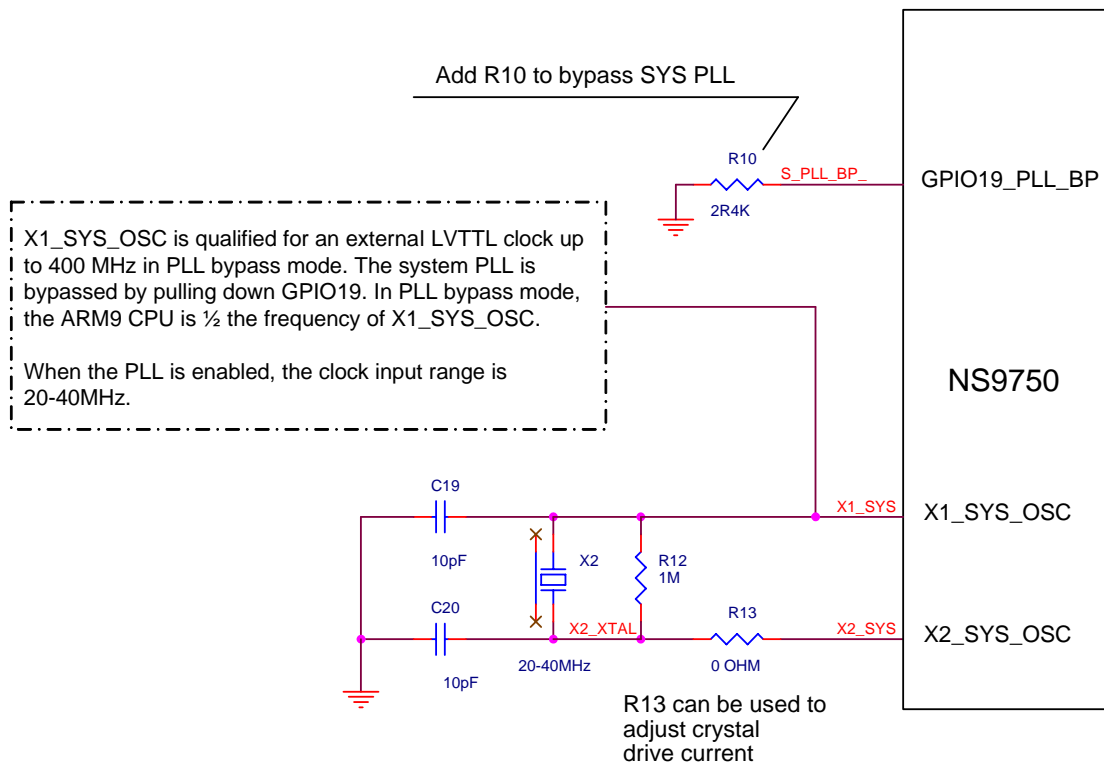 Add R10 to bypass SYS PLL
R10
S_PLL_BP_
GPIO19_PLL_BP
2R4K
X1_SYS_OSC is qualified for an external LVTTL clock up
to 400 MHz in PLL bypass mode. The system PLL is
bypassed by pulling down GPIO19. In PLL bypass mode,
the ARM9 CPU is ½ the frequency of X1_SYS_OSC.
When the PLL is enabled, the clock input range is
20-40MHz.
NS9750
C19
X1_SYS
X1_SYS_OSC
10pF
X2
R12
1M
C20
X2_XTAL
R13
X2_SYS
X2_SYS_OSC
10pF
20-40MHz
0 OHM
R13 can be used to
adjust crystal
drive current